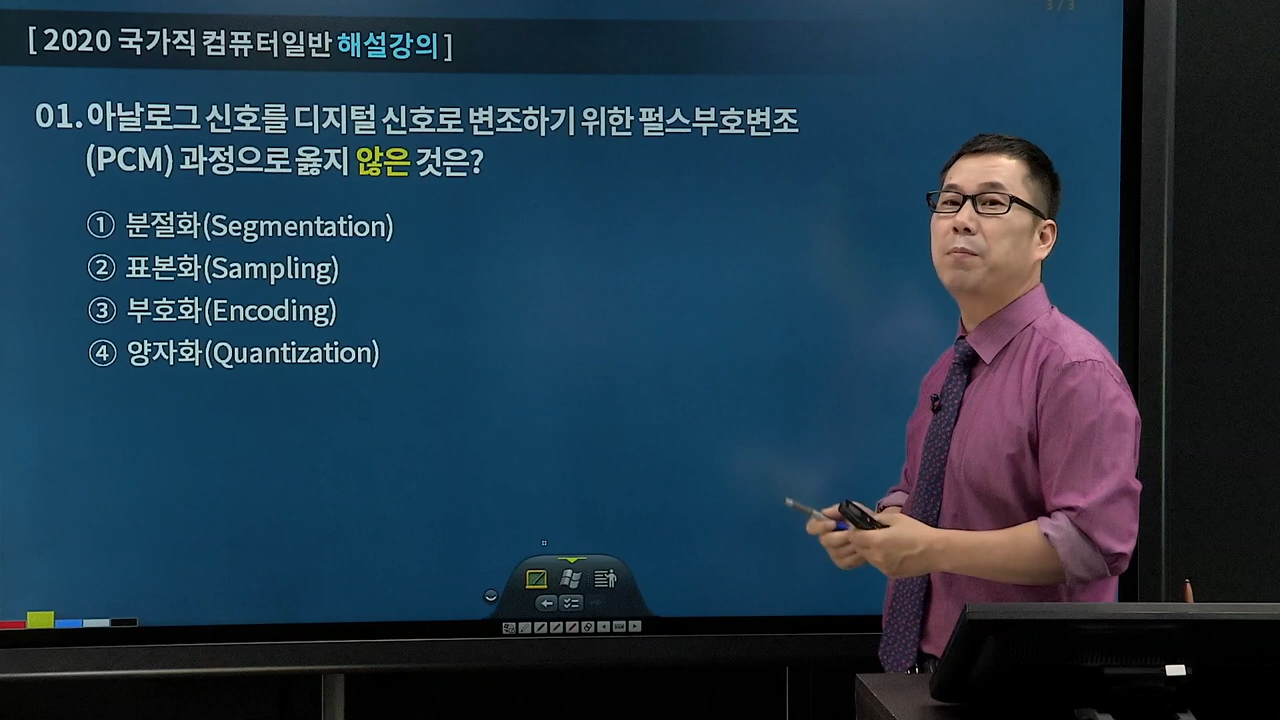 3 / 3
[ 2020 국가직 컴퓨터일반 해설강의 ]
01. 아날로그 신호를 디지털 신호로 변조하기 위한 펄스부호변조
(PCM) 과정으로 옳지 않은 것은?
① 분절화(Segmentation)
② 표본화(Sampling)
③ 부호화(Encoding)
④ 양자화(Quantization)